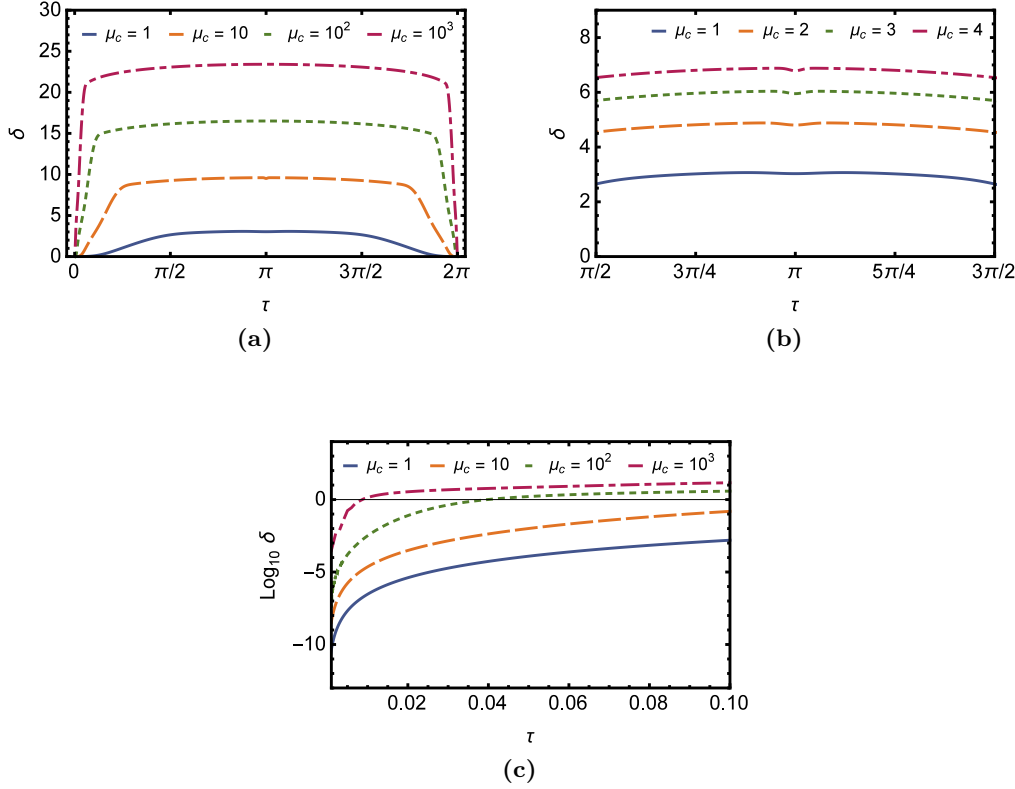 μc = 1 μc = 10 μc = 10² μc = 10³
30
25
20
15
10
5
0
δ
0 π/2 π 3π/2 2π
τ
(a)
μc = 1 μc = 2 μc = 3 μc = 4
8
6
4
2
0
δ
π/2 3π/4 π 5π/4 3π/2
τ
(b)
μc = 1 μc = 10 μc = 10² μc = 10³
0
−5
−10
Log₁₀ δ
0.02 0.04 0.06 0.08 0.10
τ
(c)